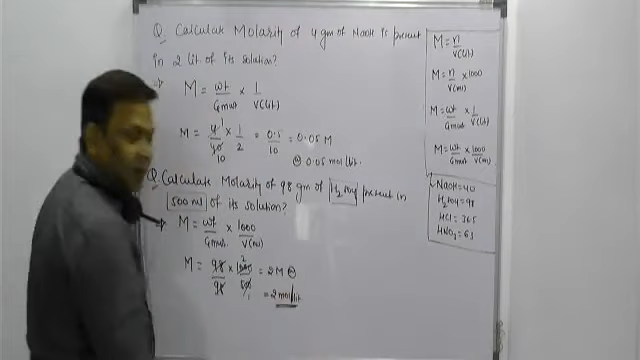 Q. Calculate Molarity of 4 gm of NaOH is present
in 2 lit. of its solution?
⇒ M = wt/Gmwt × 1/V(lit)
M = 4/40 × 1/2 = 0.5/10 = 0.05 M
10
0.05 mol/lit.
Q. Calculate Molarity of 98 gm of H₂SO₄ present in
500 ml of its solution?
⇒ M = wt/Gmwt. × 1000/V(ml)
M = 98/98 × 1000/500 = 2M
= 2 mol/lit
M = n/V(lit)
M = n/V(ml) × 1000
M = wt/Gmwt × 1/V(lit)
M = wt/Gmwt × 1000/V(ml)
NaOH = 40
H₂SO₄ = 98
HCl = 36.5
HNO₃ = 63